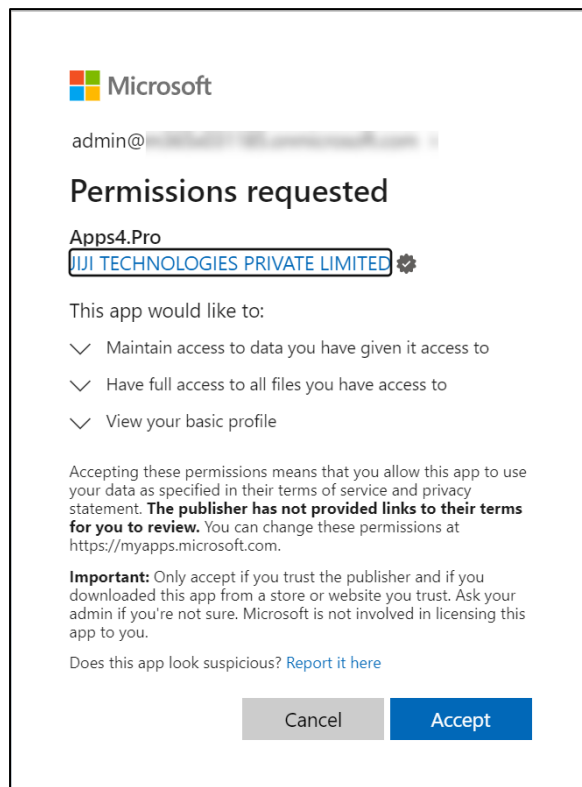 Microsoft
admin@
Permissions requested
Apps4.Pro
JIJI TECHNOLOGIES PRIVATE LIMITED
This app would like to:
Maintain access to data you have given it access to
Have full access to all files you have access to
View your basic profile
Accepting these permissions means that you allow this app to use
your data as specified in their terms of service and privacy
statement. The publisher has not provided links to their terms
for you to review. You can change these permissions at
https://myapps.microsoft.com.
Important: Only accept if you trust the publisher and if you
downloaded this app from a store or website you trust. Ask your
admin if you're not sure. Microsoft is not involved in licensing this
app to you.
Does this app look suspicious? Report it here
Cancel
Accept